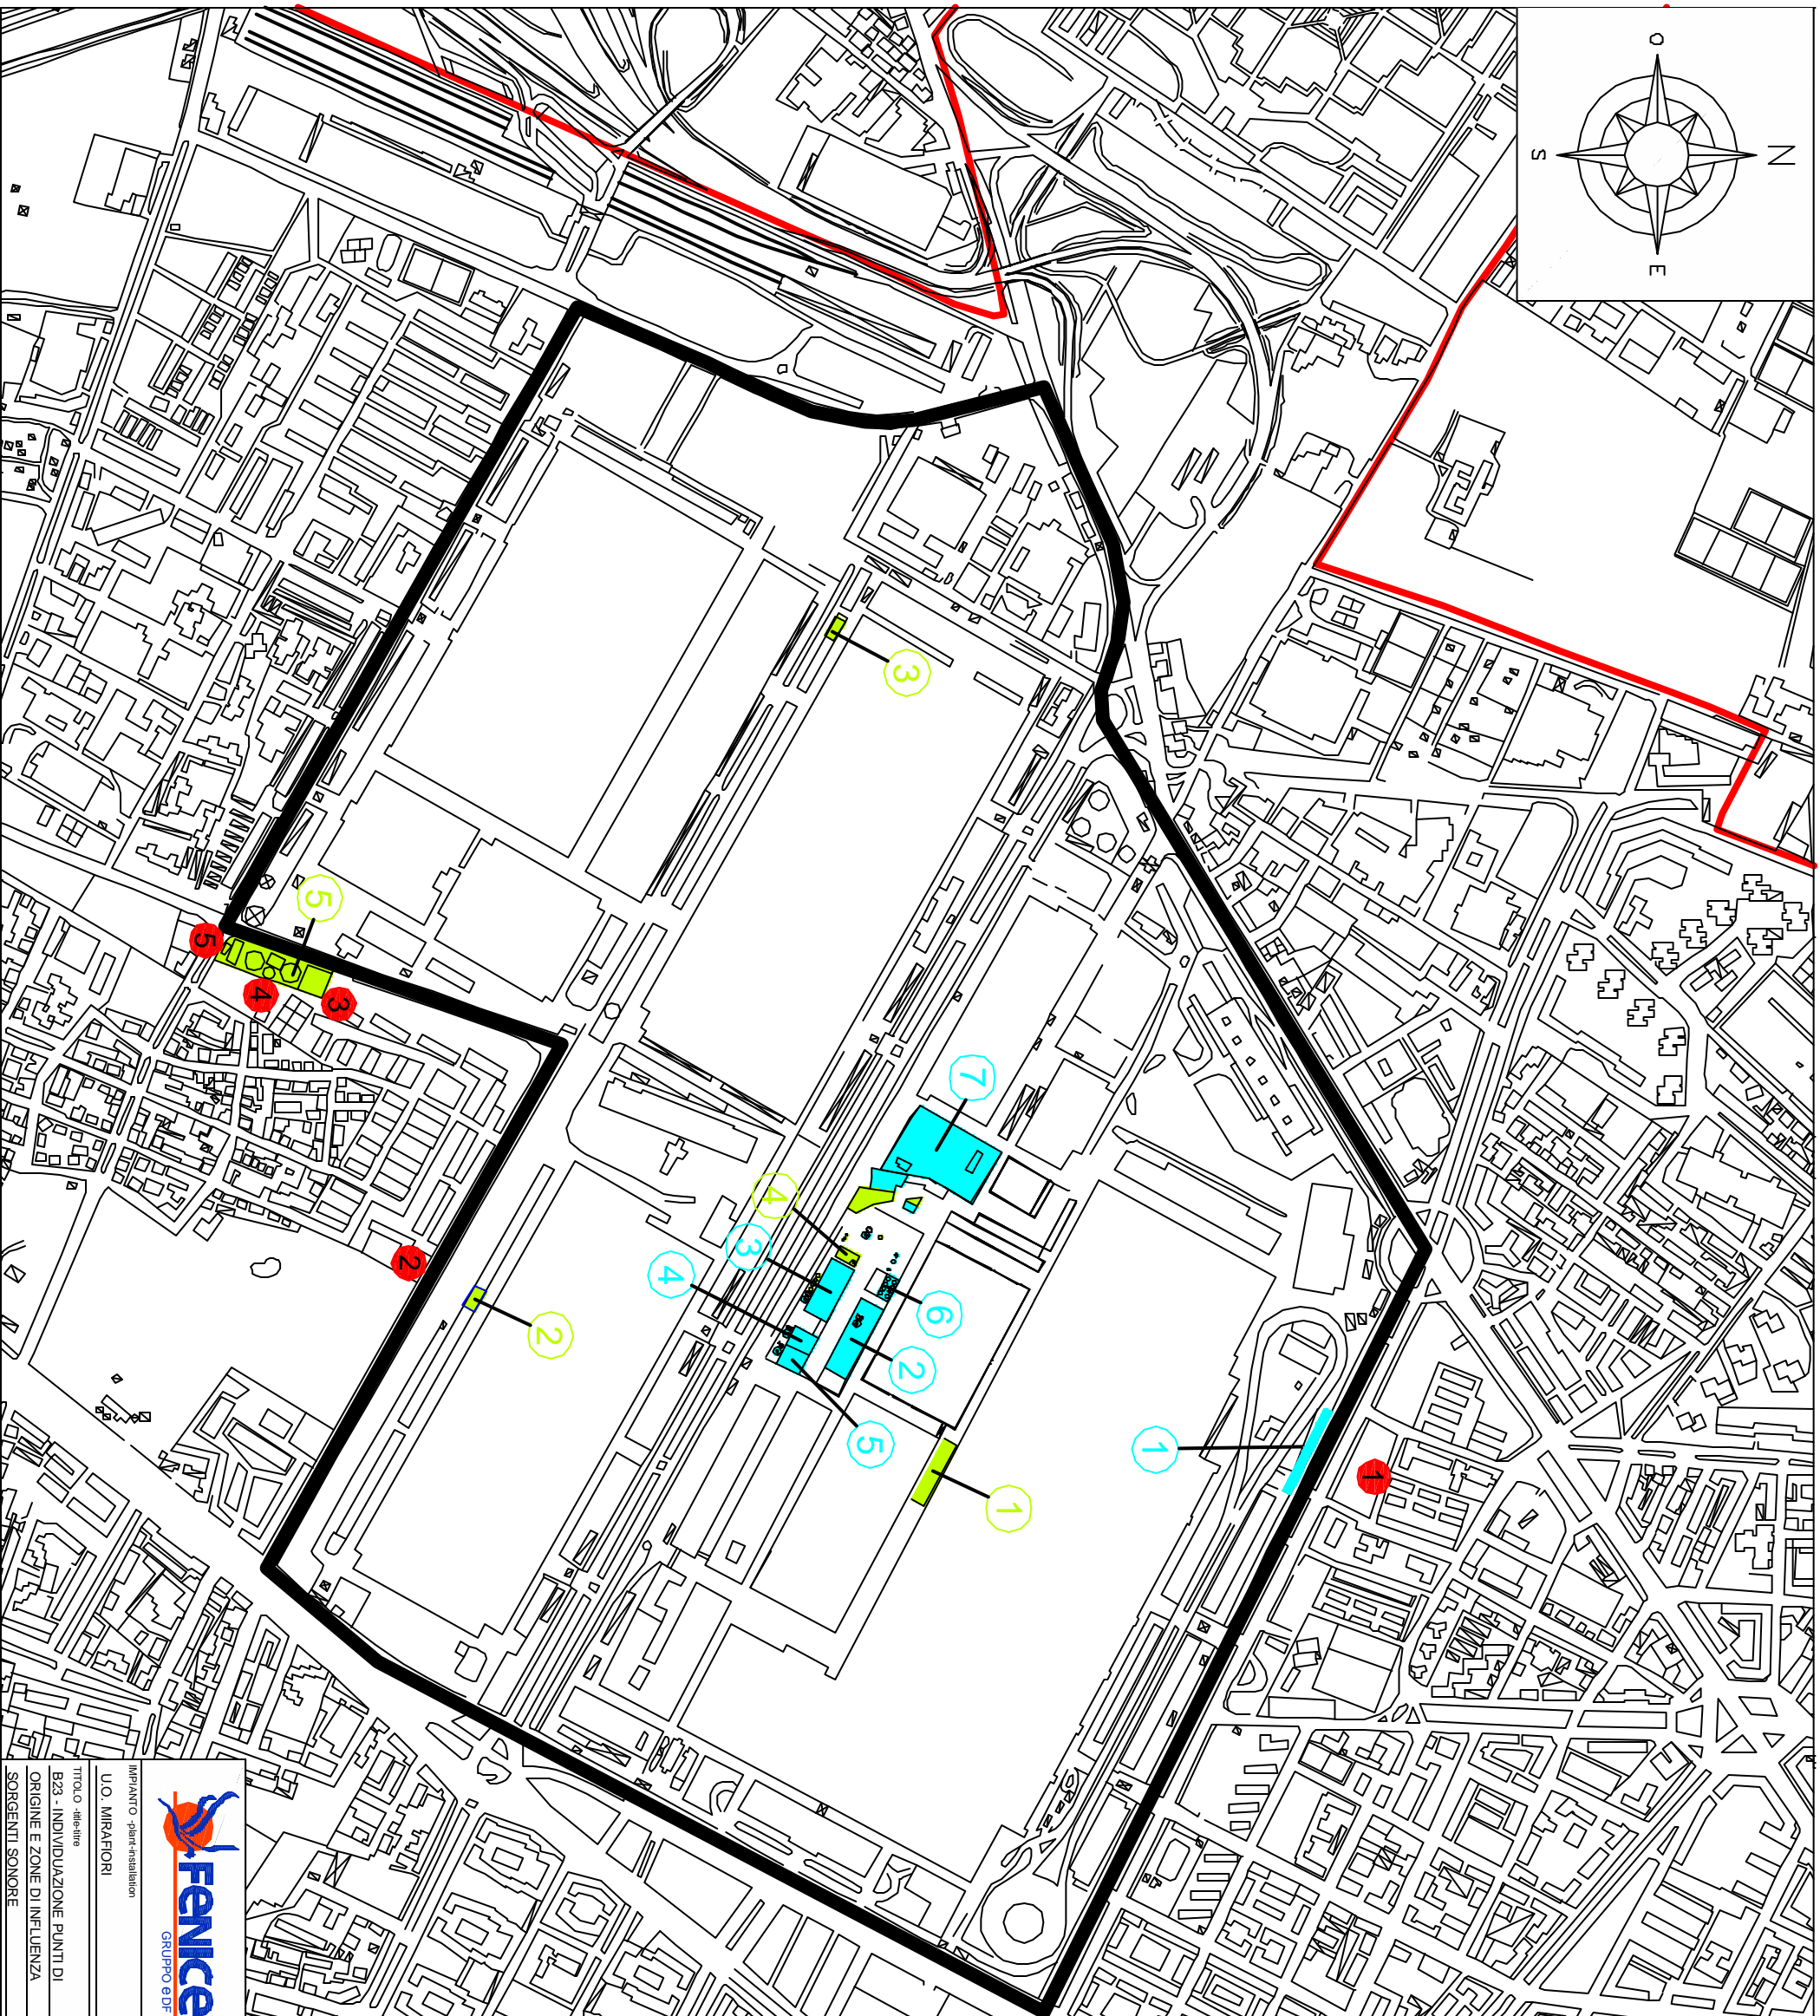 O
N
S
E
3
5
5
4
3
7
4
3
4
6
2
5
2
2
1
1
1
FENICE
GRUPPO eDF
IMPIANTO -plant-installation
U.O. MIRAFIORI
TITOLO -title-titre
B23 - INDIVIDUAZIONE PUNTI DI
ORIGINE E ZONE DI INFLUENZA
SORGENTI SONORE